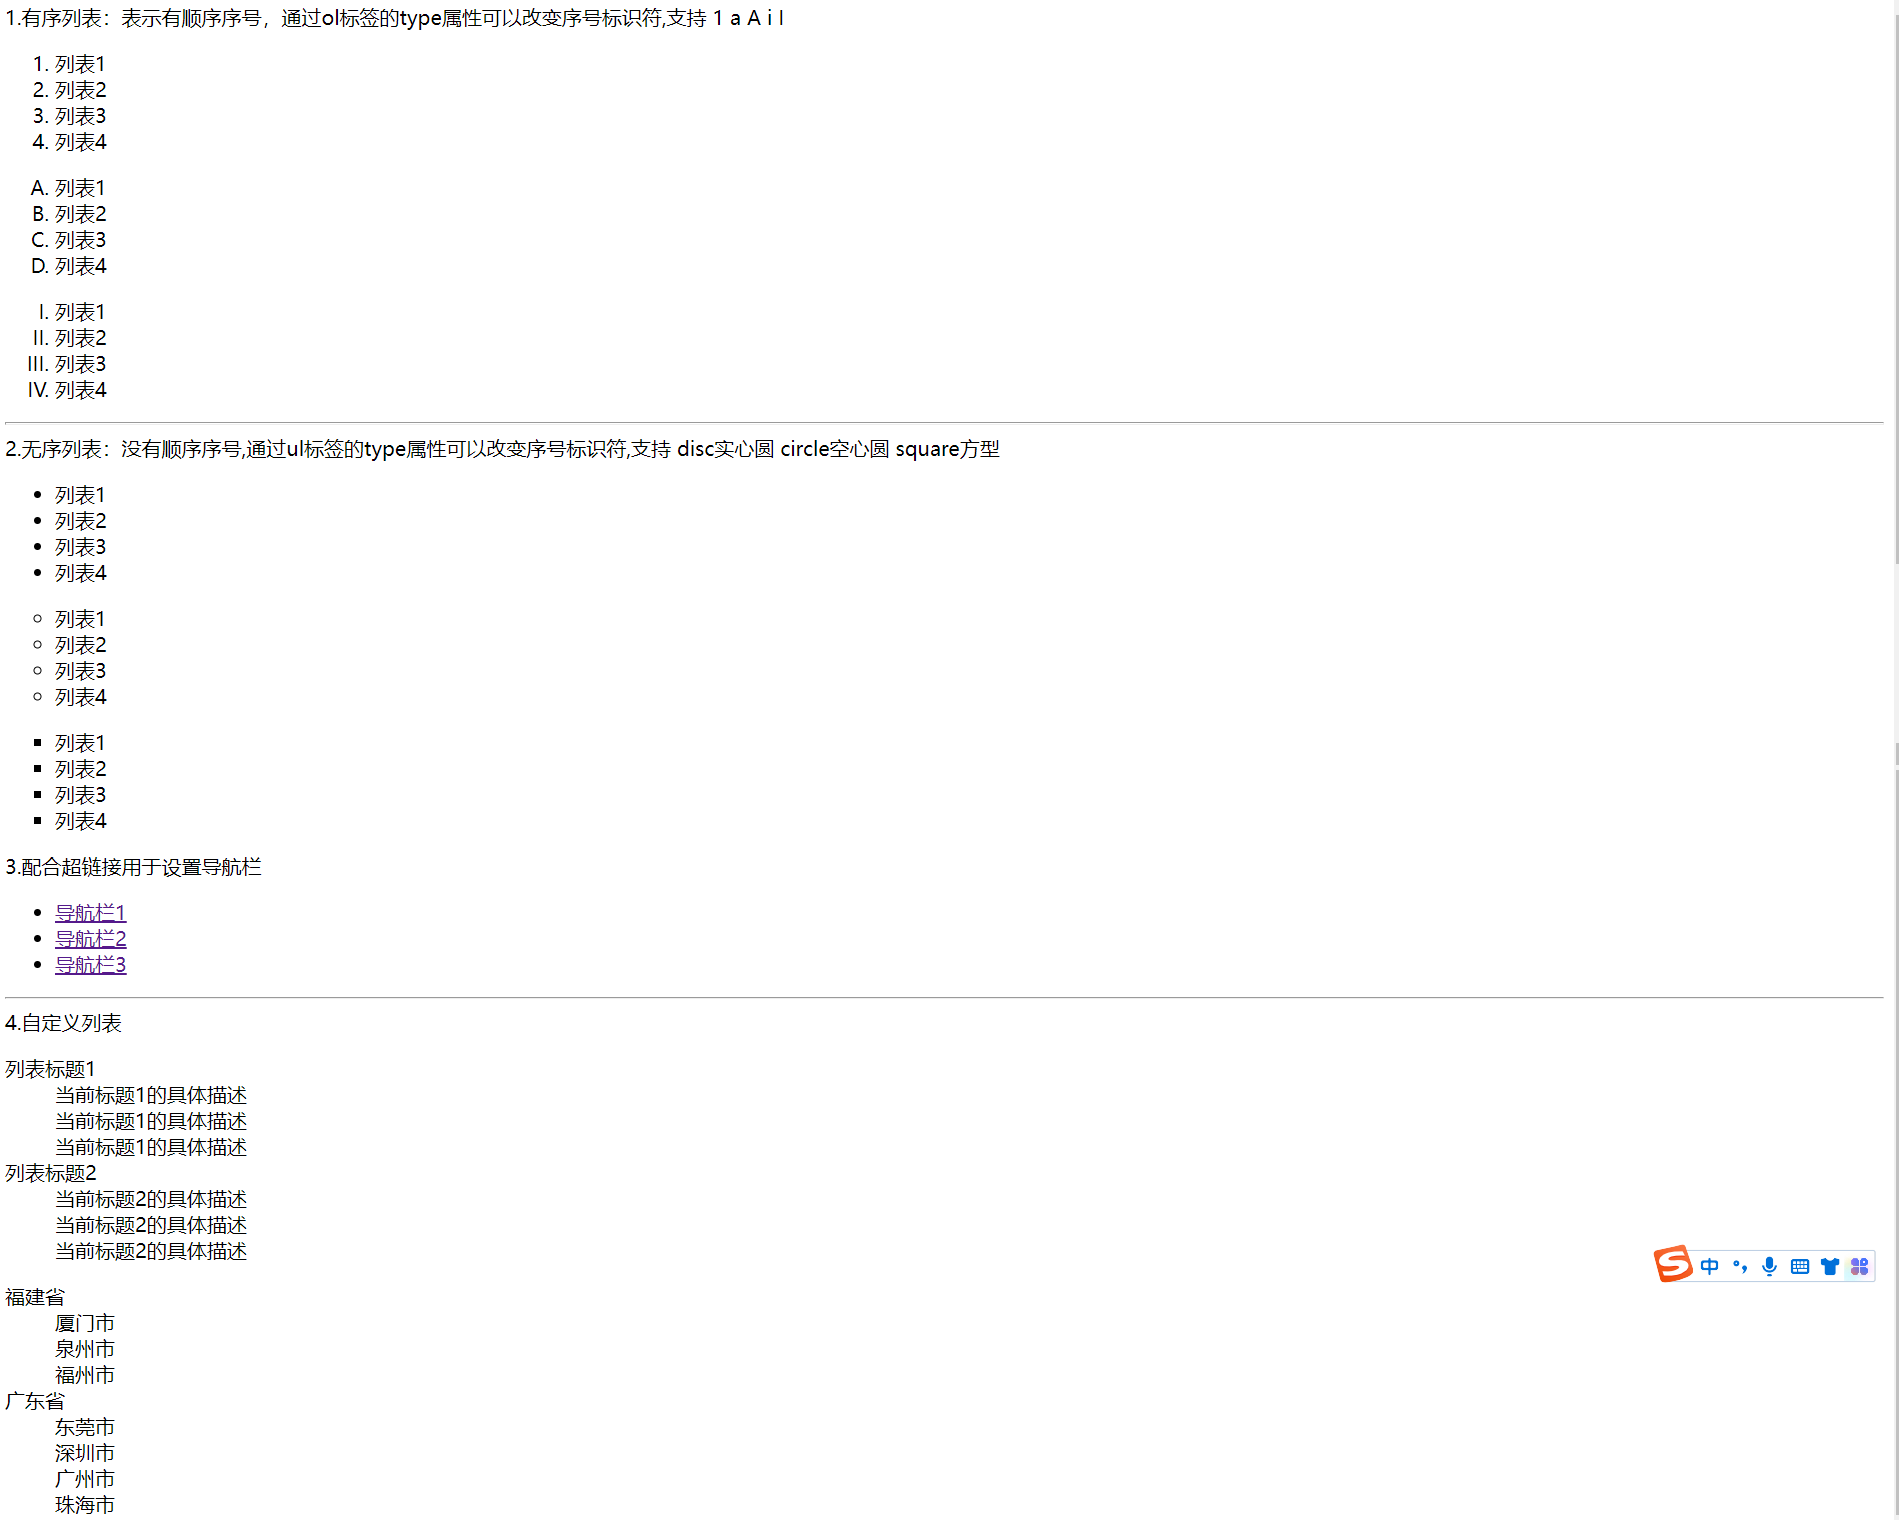 1.有序列表：表示有顺序序号，通过ol标签的type属性可以改变序号标识符,支持 1 a A i I
1. 列表1
2. 列表2
3. 列表3
4. 列表4
A. 列表1
B. 列表2
C. 列表3
D. 列表4
I. 列表1
II. 列表2
III. 列表3
IV. 列表4
2.无序列表：没有顺序序号,通过ul标签的type属性可以改变序号标识符,支持 disc实心圆 circle空心圆 square方型
列表1
列表2
列表3
列表4
列表1
列表2
列表3
列表4
列表1
列表2
列表3
列表4
3.配合超链接用于设置导航栏
导航栏1
导航栏2
导航栏3
4.自定义列表
列表标题1
当前标题1的具体描述
当前标题1的具体描述
当前标题1的具体描述
列表标题2
当前标题2的具体描述
当前标题2的具体描述
当前标题2的具体描述
S 中
福建省
厦门市
泉州市
福州市
广东省
东莞市
深圳市
广州市
珠海市